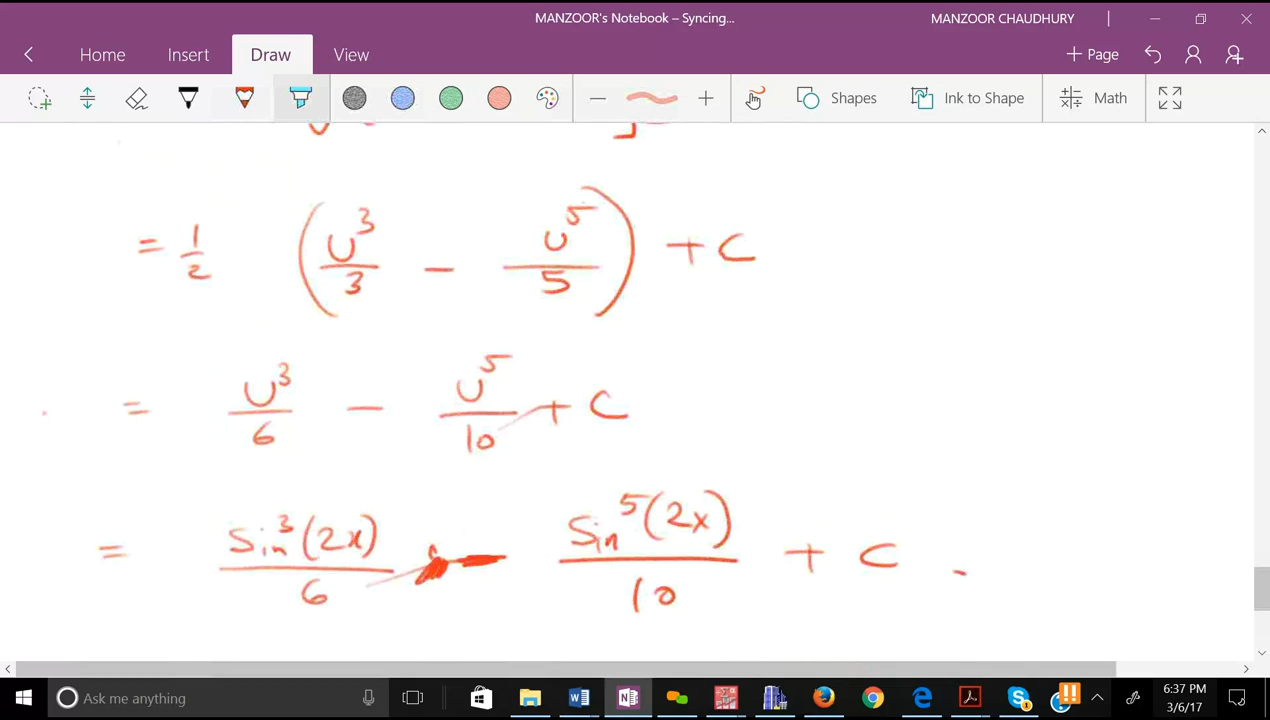 MANZOOR's Notebook – Syncing...
MANZOOR CHAUDHURY
Home Insert Draw View + Page
Shapes Ink to Shape Math
= 1/2 (U^3/3 - U^5/5) + C
= U^3/6 - U^5/10 + C
= Sin^3(2x)/6 - Sin^5(2x)/10 + C
Ask me anything
6:37 PM
3/6/17